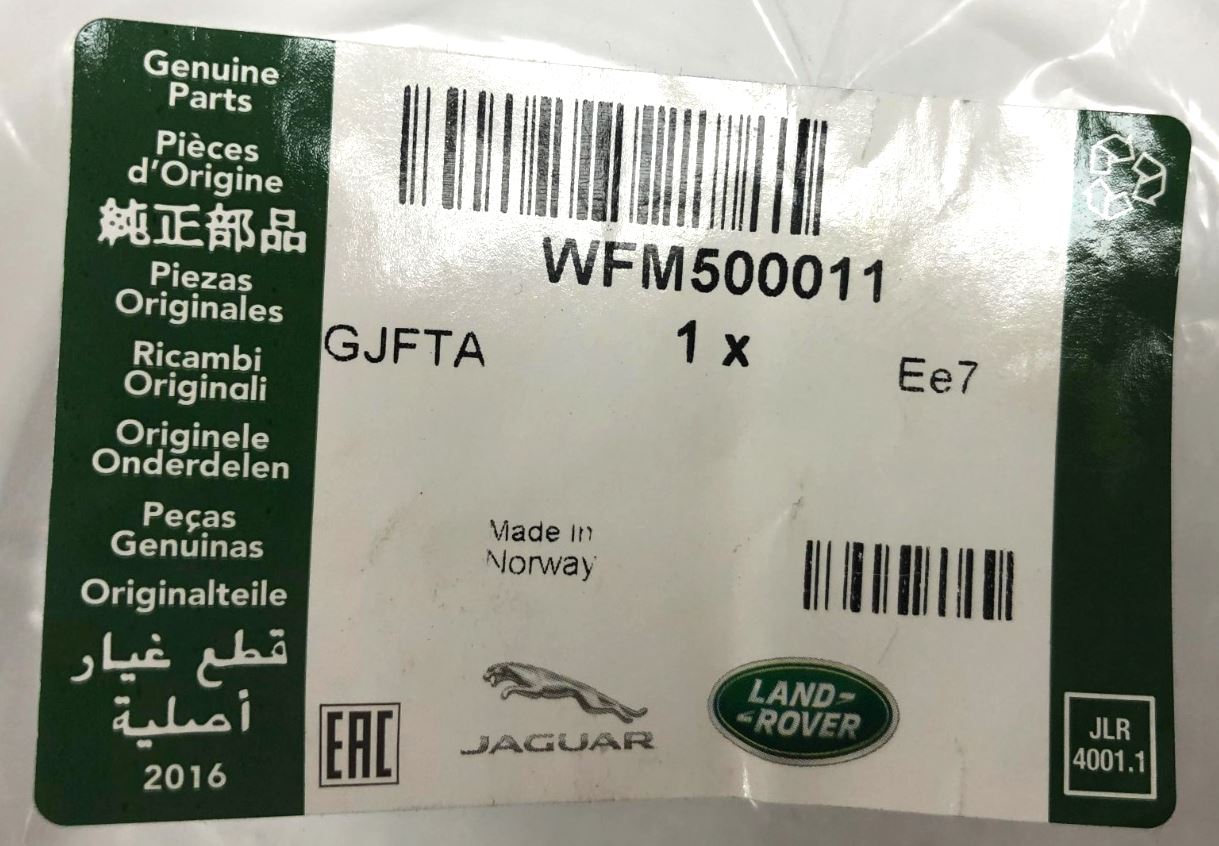 Genuine
Parts
Pièces
d'Origine
純正部品
Piezas
Originales
Ricambi
Originali
Originele
Onderdelen
Peças
Genuinas
Originalteile
قطع غيار
أصلية
2016
WFM500011
GJFTA
1 x
Ee7
Made In
Norway
EAC
JAGUAR
LAND-
-ROVER
JLR
4001.1